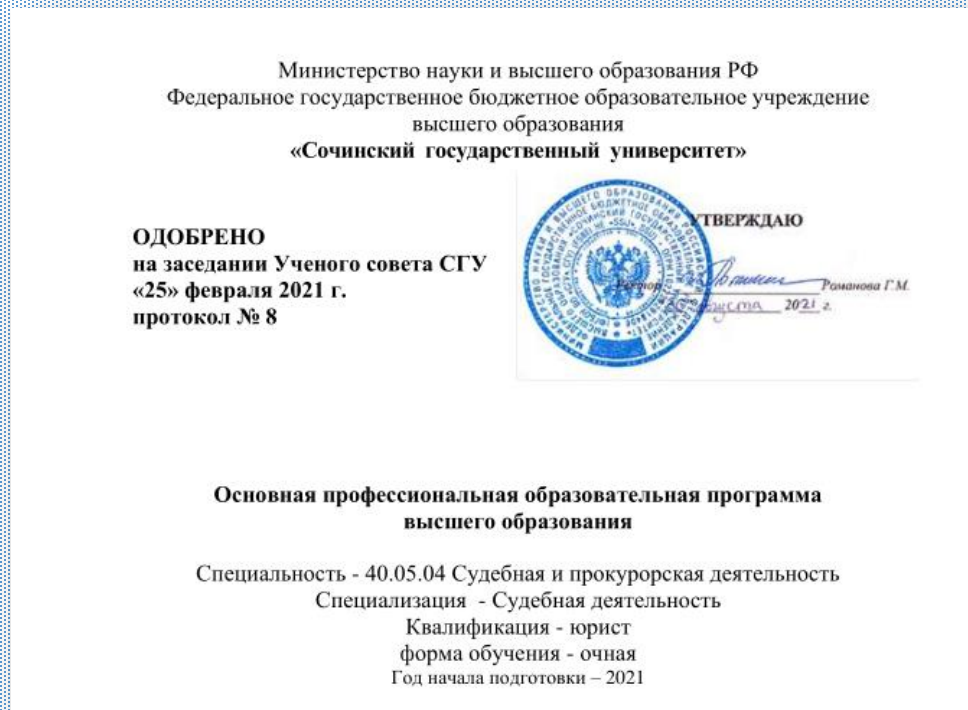 Министерство науки и высшего образования РФ
Федеральное государственное бюджетное образовательное учреждение
высшего образования
«Сочинский государственный университет»
УТВЕРЖДАЮ
ОДОБРЕНО
на заседании Ученого совета СГУ
«25» февраля 2021 г.
протокол № 8
Ректор Романова Г.М.
августа 2021 г.
Основная профессиональная образовательная программа
высшего образования
Специальность - 40.05.04 Судебная и прокурорская деятельность
Специализация - Судебная деятельность
Квалификация - юрист
форма обучения - очная
Год начала подготовки – 2021